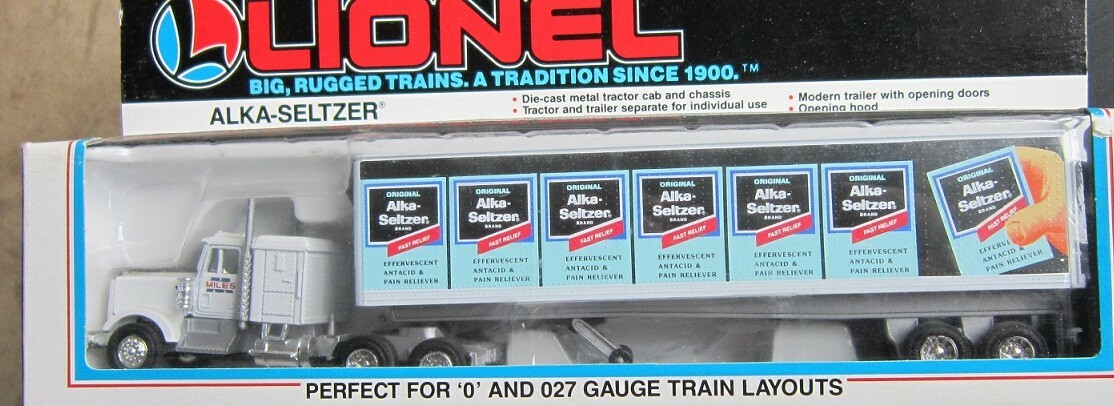 LIONEL
BIG, RUGGED TRAINS. A TRADITION SINCE 1900.™
ALKA-SELTZER®
• Die-cast metal tractor cab and chassis
• Tractor and trailer separate for individual use
• Modern trailer with opening doors
• Opening hood
ORIGINAL
Alka-
Seltzer®
BRAND
FAST RELIEF
EFFERVESCENT
ANTACID &
PAIN RELIEVER
ORIGINAL
Alka-
Seltzer®
BRAND
FAST RELIEF
EFFERVESCENT
ANTACID &
PAIN RELIEVER
ORIGINAL
Alka-
Seltzer®
BRAND
FAST RELIEF
EFFERVESCENT
ANTACID &
PAIN RELIEVER
ORIGINAL
Alka-
Seltzer®
BRAND
FAST RELIEF
EFFERVESCENT
ANTACID &
PAIN RELIEVER
ORIGINAL
Alka-
Seltzer®
BRAND
FAST RELIEF
EFFERVESCENT
ANTACID &
PAIN RELIEVER
ORIGINAL
Alka-
Seltzer®
BRAND
FAST RELIEF
EFFERVESCENT
ANTACID &
PAIN RELIEVER
ORIGINAL
Alka-
Seltzer®
BRAND
FAST RELIEF
EFFERV
ANTACID &
PAIN RELIEVER
MILES
PERFECT FOR ‘0’ AND 027 GAUGE TRAIN LAYOUTS